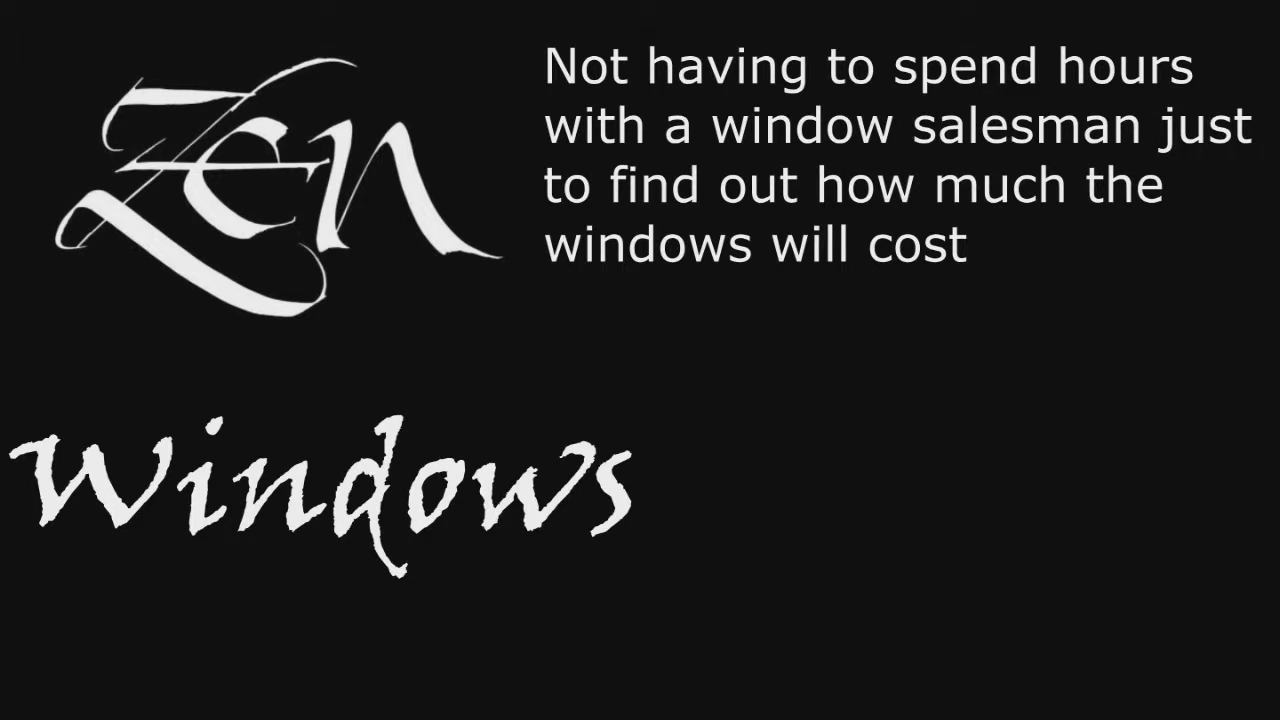 Zen
Not having to spend hours
with a window salesman just
to find out how much the
windows will cost
Windows